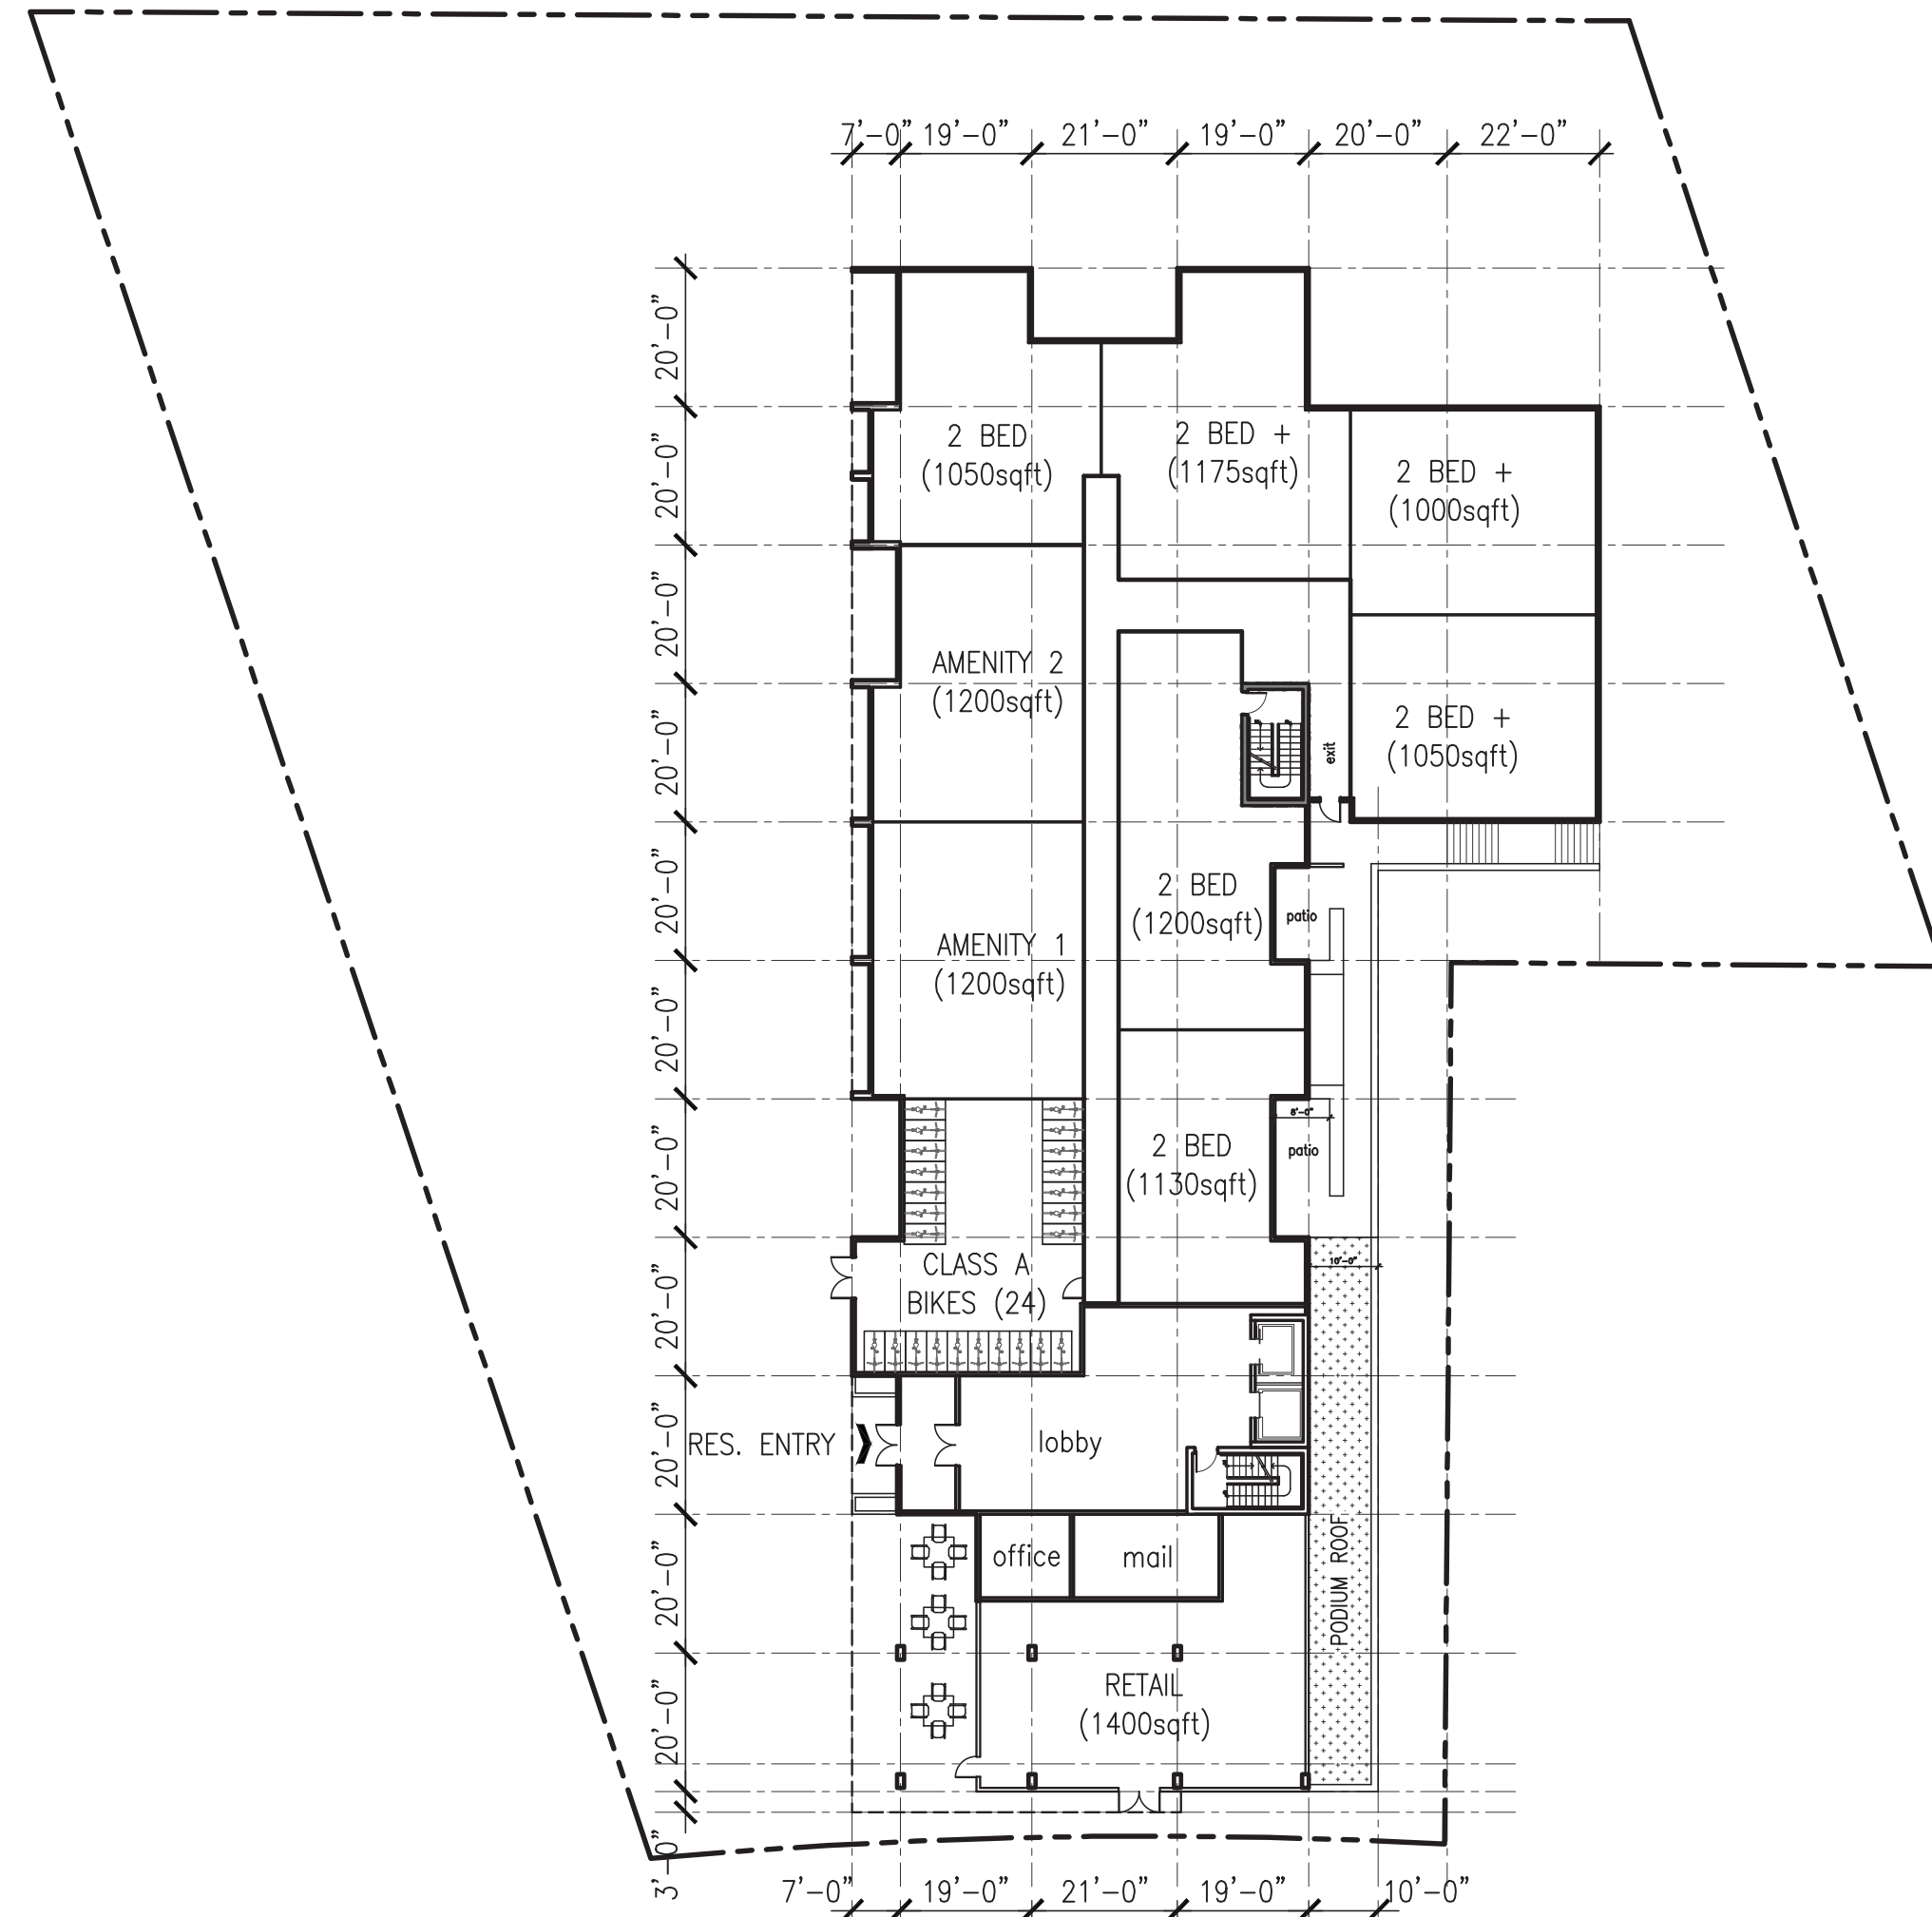 7'-0" 19'-0" 21'-0" 19'-0" 20'-0" 22'-0"
20'-0"
20'-0"
20'-0"
20'-0"
20'-0"
20'-0"
20'-0"
20'-0"
20'-0"
20'-0"
20'-0"
3'-0"
2 BED
(1050sqft)
2 BED +
(1175sqft)
2 BED +
(1000sqft)
AMENITY 2
(1200sqft)
2 BED +
(1050sqft)
exit
2 BED
(1200sqft)
patio
AMENITY 1
(1200sqft)
8'-0"
2 BED
(1130sqft)
patio
CLASS A
BIKES (24)
10'-0"
RES. ENTRY
lobby
office
mail
PODIUM ROOF
RETAIL
(1400sqft)
7'-0" 19'-0" 21'-0" 19'-0" 10'-0"